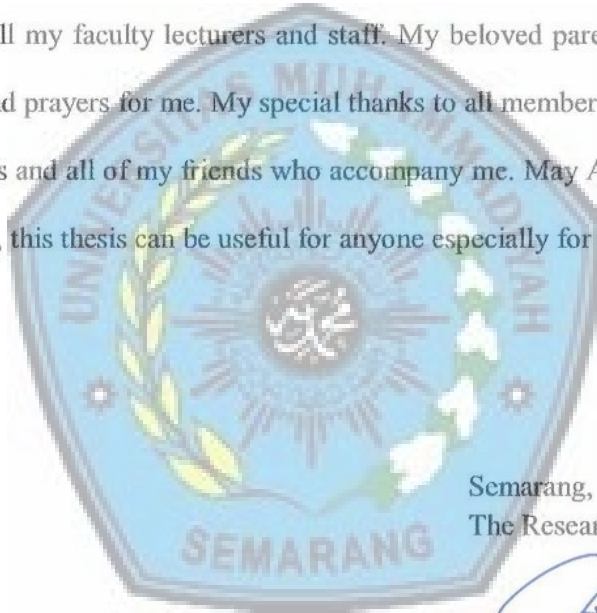 ll my faculty lecturers and staff. My beloved pare
d prayers for me. My special thanks to all member
s and all of my friends who accompany me. May A
, this thesis can be useful for anyone especially for
UNIVERSITAS MUHAMMADIYAH
Semarang,
The Resear
SEMARANG